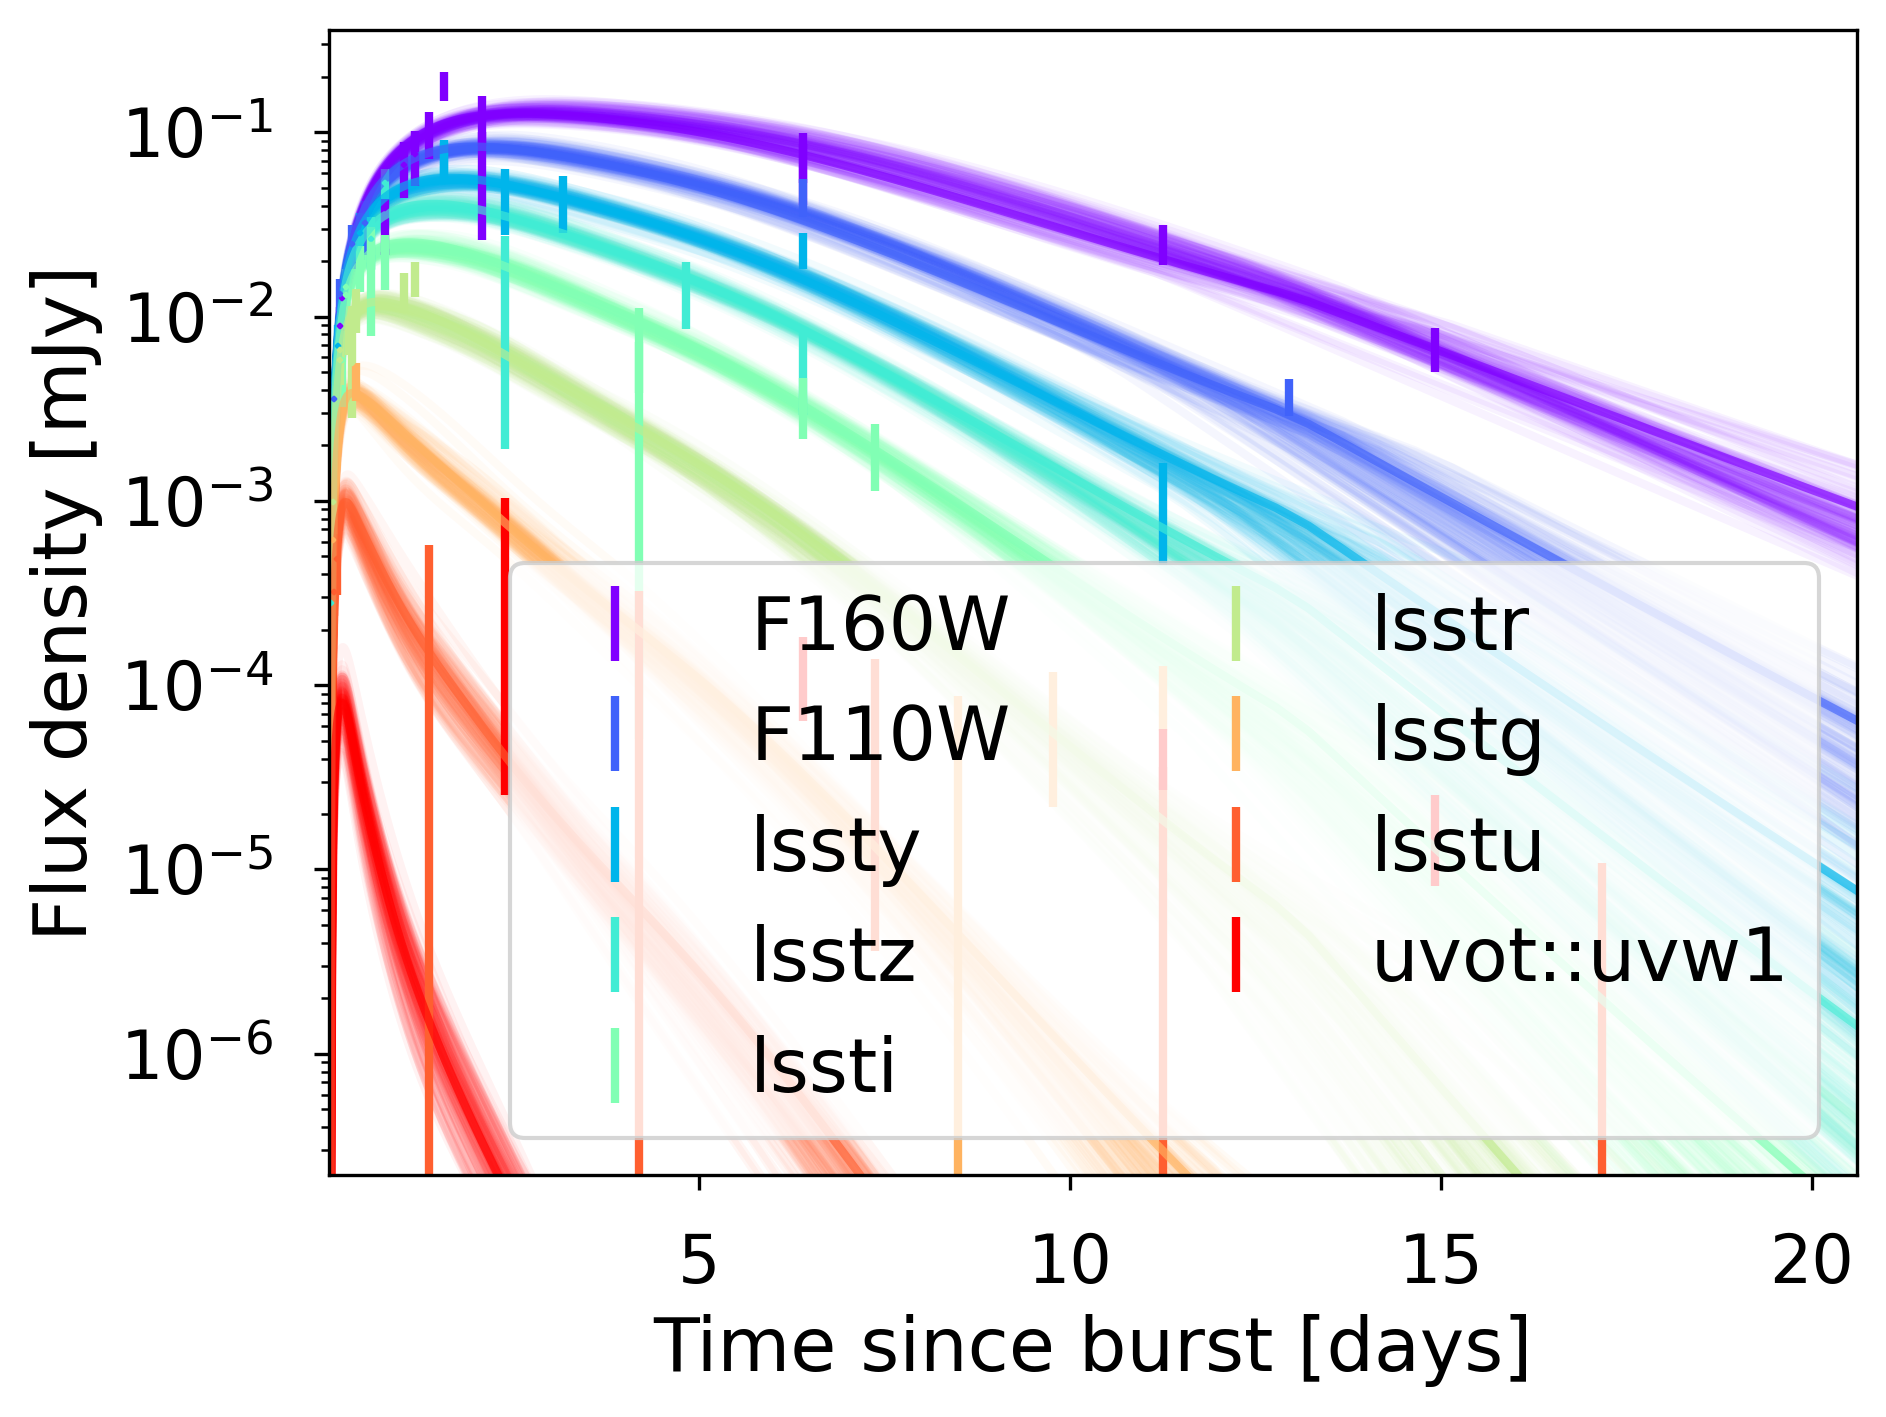 Flux density [mJy]
10⁻¹
10⁻²
10⁻³
10⁻⁴
10⁻⁵
10⁻⁶
F160W
F110W
lssty
lsstz
lssti
lsstr
lsstg
lsstu
uvot::uvw1
5 10 15 20
Time since burst [days]